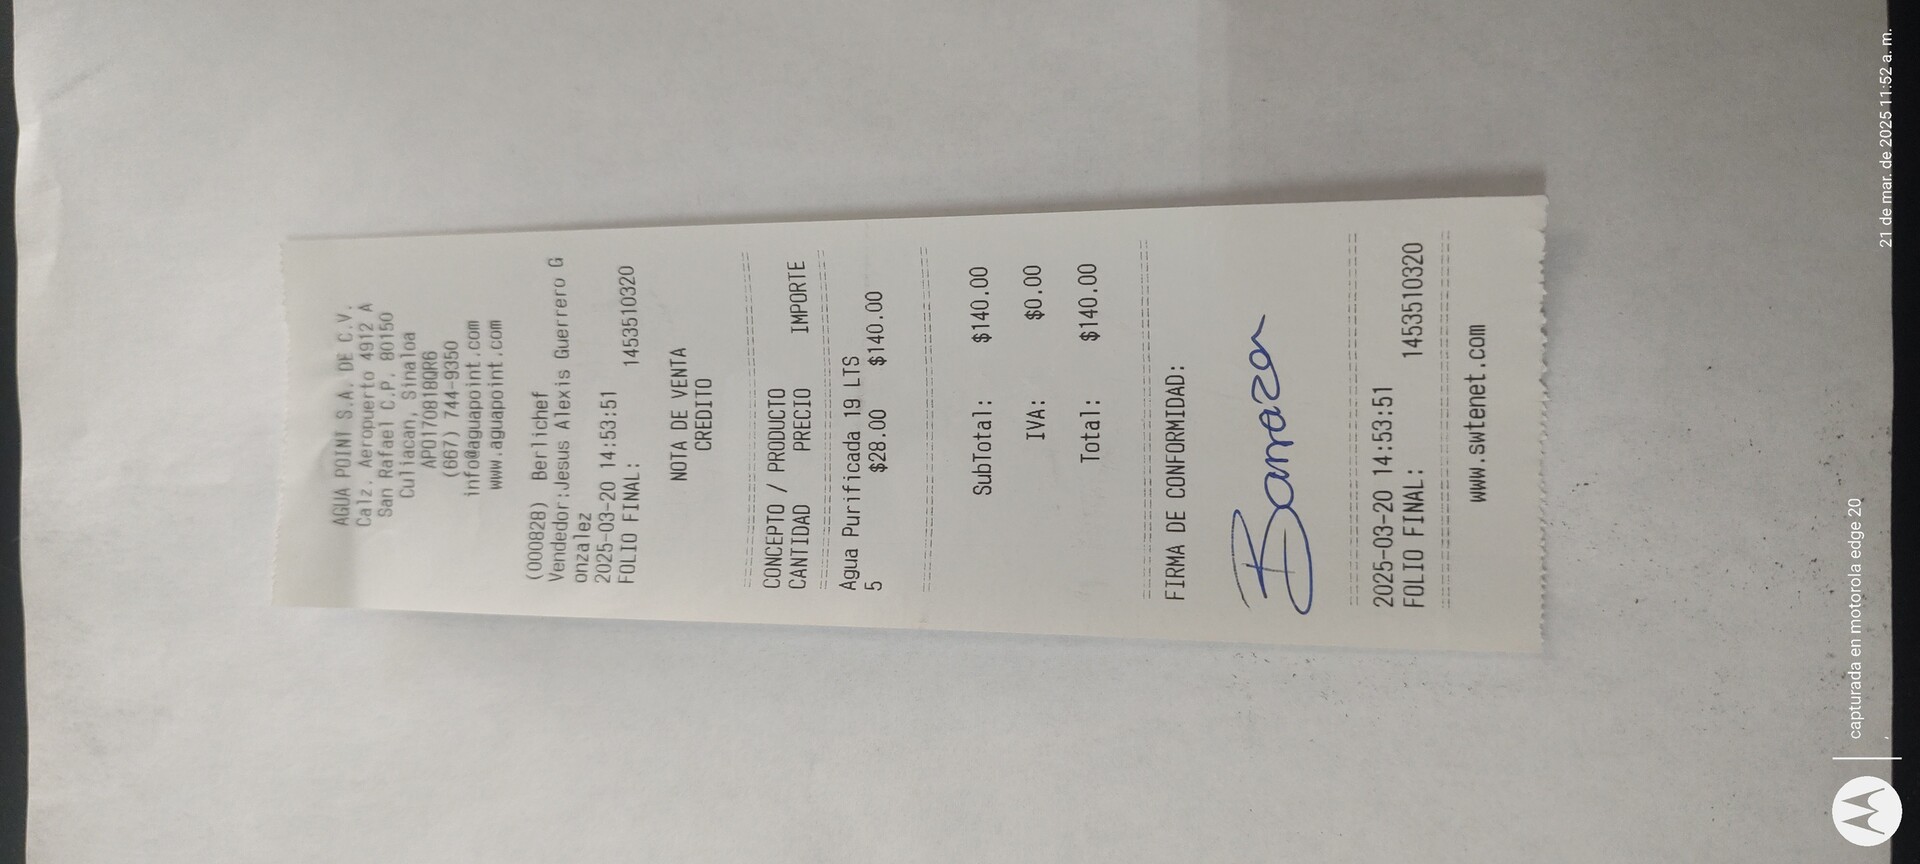 AGUA POINT S.A. DE C.V.
Calz. Aeropuerto 4912 A
San Rafael C.P. 80150
Culiacan, Sinaloa
APO170818QR6
(667) 744-9350
info@aguapoint.com
www.aguapoint.com
(000828) Berlichef
Vendedor:Jesus Alexis Guerrero G
onzalez
2025-03-20 14:53:51
FOLIO FINAL: 1453510320
NOTA DE VENTA
CREDITO
CONCEPTO / PRODUCTO
CANTIDAD PRECIO IMPORTE
Agua Purificada 19 LTS
5 $28.00 $140.00
SubTotal: $140.00
IVA: $0.00
Total: $140.00
FIRMA DE CONFORMIDAD:
Barraza
2025-03-20 14:53:51
FOLIO FINAL: 1453510320
www.swtenet.com
capturada en motorola edge 20
21 de mar. de 2025 11:52 a. m.